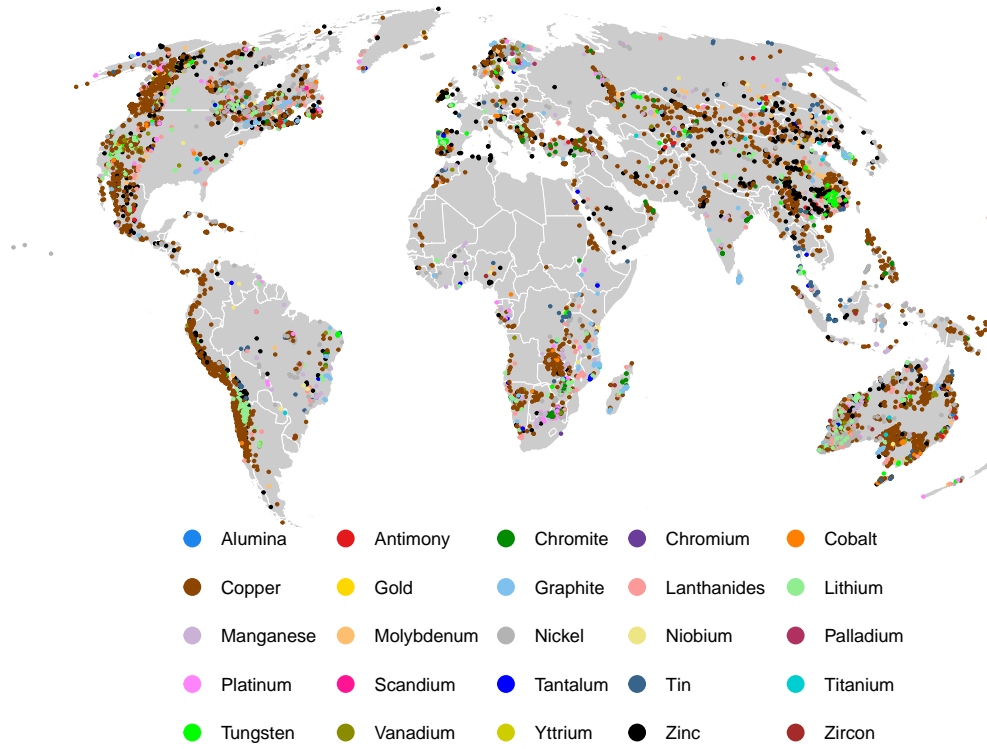 Alumina Antimony Chromite Chromium Cobalt
Copper Gold Graphite Lanthanides Lithium
Manganese Molybdenum Nickel Niobium Palladium
Platinum Scandium Tantalum Tin Titanium
Tungsten Vanadium Yttrium Zinc Zircon